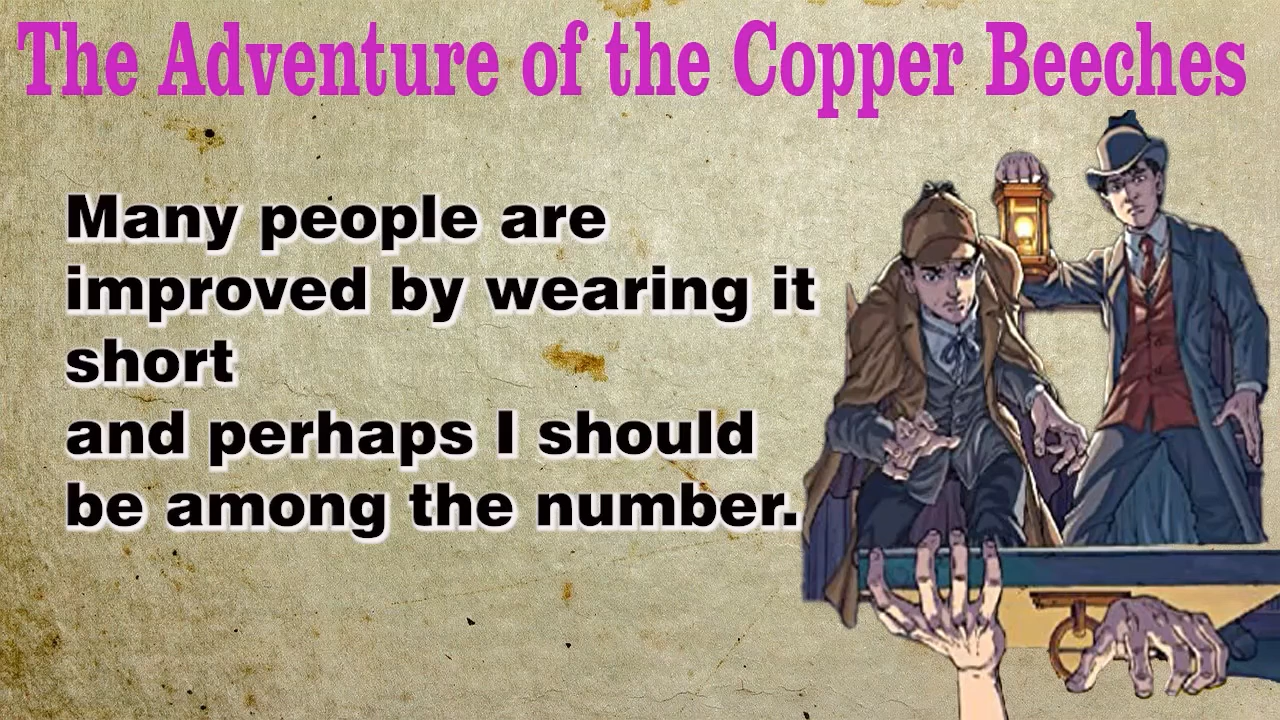 The Adventure of the Copper Beeches
Many people are
improved by wearing it
short
and perhaps I should
be among the number.